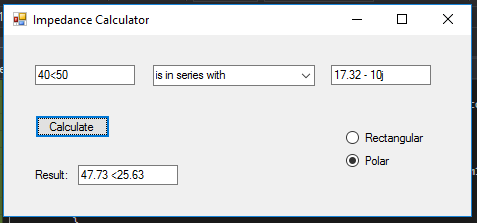 Impedance Calculator
40<50 is in series with 17.32 - 10j
Calculate
Rectangular
Polar
Result: 47.73 <25.63